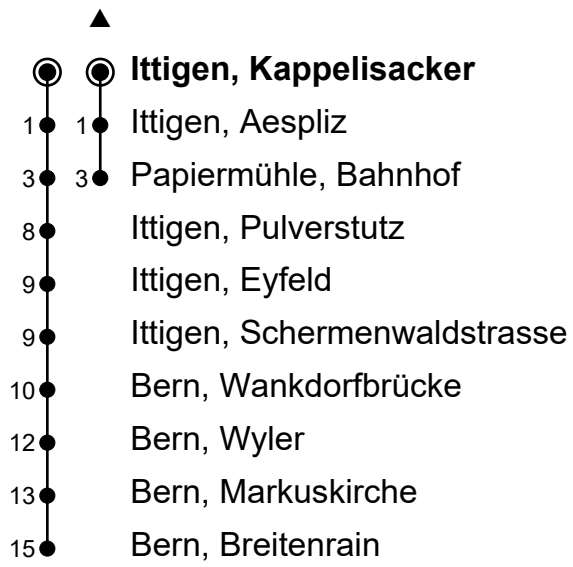 ▲
Ittigen, Kappelisacker
1 1 Ittigen, Aespliz
3 3 Papiermühle, Bahnhof
8 Ittigen, Pulverstutz
9 Ittigen, Eyfeld
9 Ittigen, Schermenwaldstrasse
10 Bern, Wankdorfbrücke
12 Bern, Wyler
13 Bern, Markuskirche
15 Bern, Breitenrain